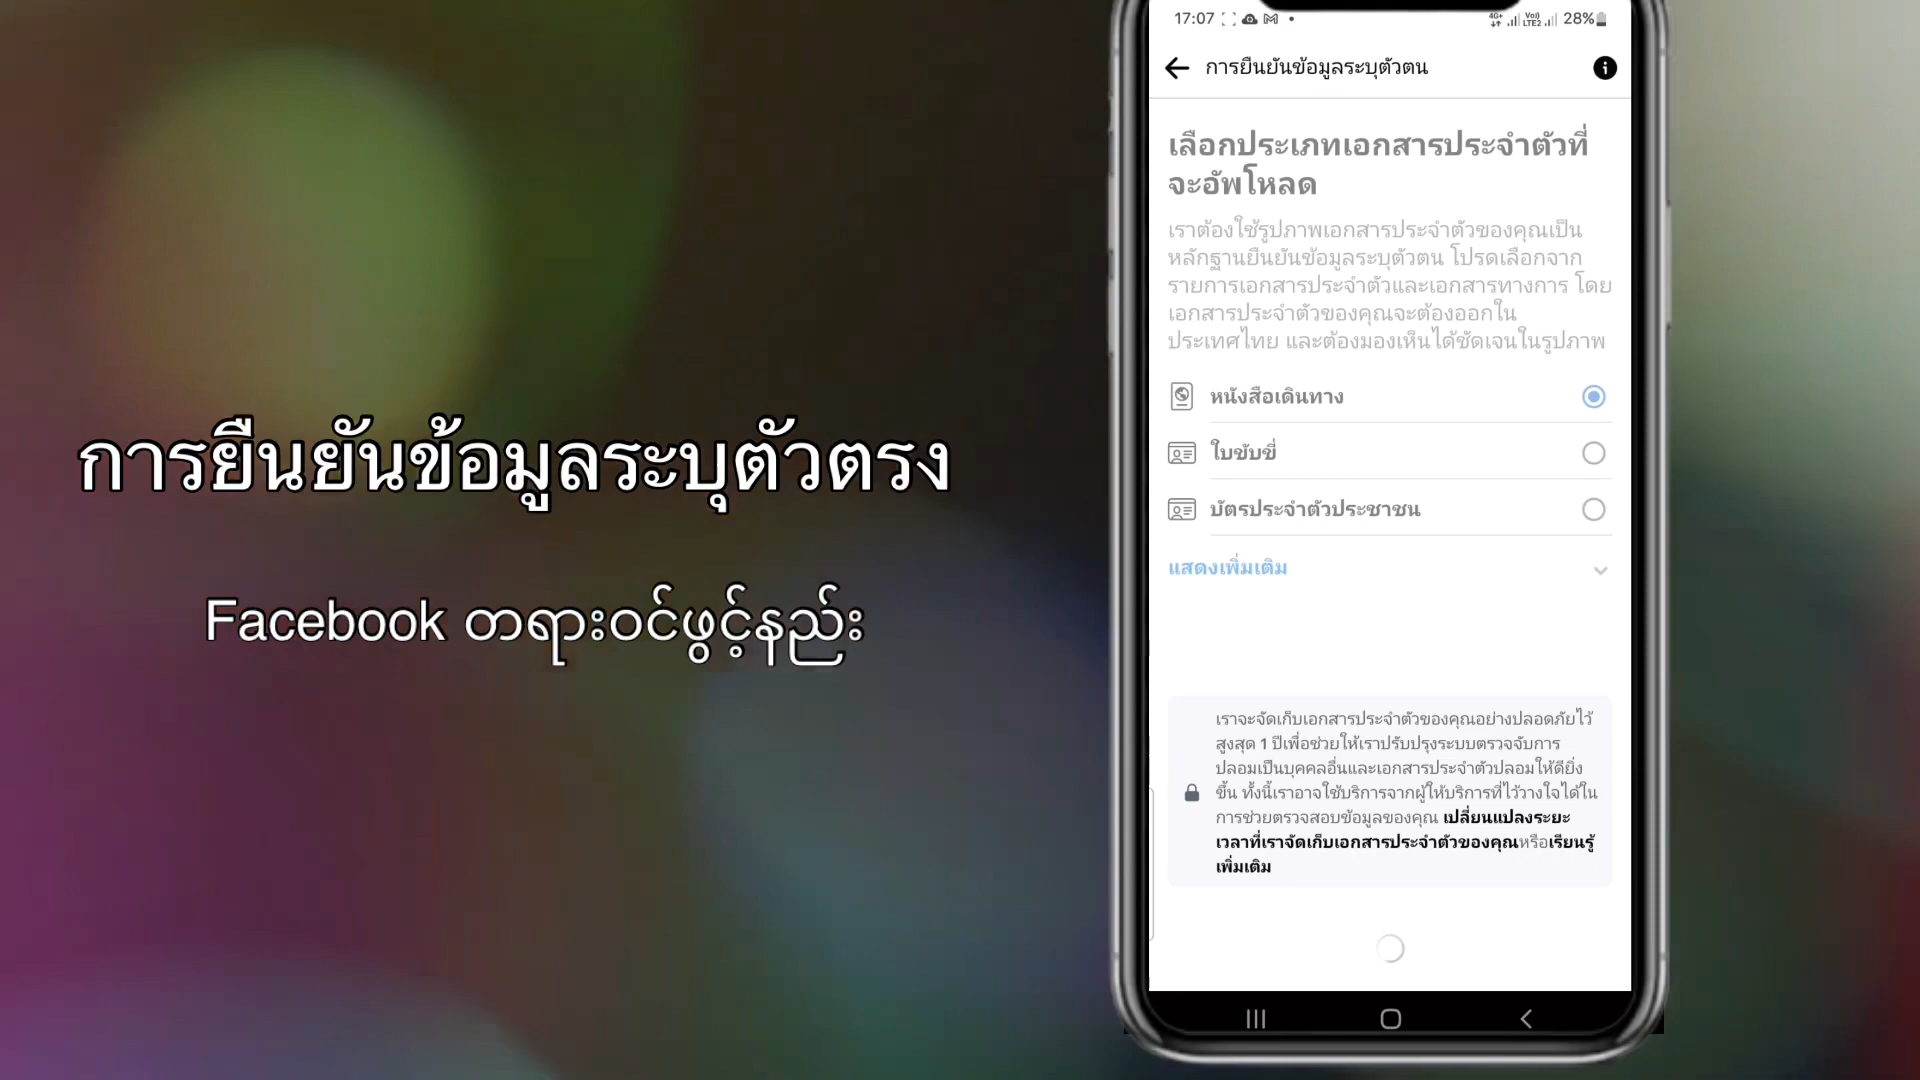 การยืนยันข้อมูลระบุตัวตรง
Facebook တရားဝင်ဖွင့်နည်း
17:07
4G+
Vo)) LTE2
28%
การยืนยันข้อมูลระบุตัวตน
เลือกประเภทเอกสารประจำตัวที่
จะอัพโหลด
เราต้องใช้รูปภาพเอกสารประจำตัวของคุณเป็น
หลักฐานยืนยันข้อมูลระบุตัวตน โปรดเลือกจาก
รายการเอกสารประจำตัวและเอกสารทางการ โดย
เอกสารประจำตัวของคุณจะต้องออกใน
ประเทศไทย และต้องมองเห็นได้ชัดเจนในรูปภาพ
หนังสือเดินทาง
ใบขับขี่
บัตรประจำตัวประชาชน
แสดงเพิ่มเติม
เราจะจัดเก็บเอกสารประจำตัวของคุณอย่างปลอดภัยไว้
สูงสุด 1 ปีเพื่อช่วยให้เราปรับปรุงระบบตรวจจับการ
ปลอมเป็นบุคคลอื่นและเอกสารประจำตัวปลอมให้ดียิ่ง
ขึ้น ทั้งนี้เราอาจใช้บริการจากผู้ให้บริการที่ไว้วางใจได้ใน
การช่วยตรวจสอบข้อมูลของคุณ เปลี่ยนแปลงระยะ
เวลาที่เราจัดเก็บเอกสารประจำตัวของคุณหรือเรียนรู้
เพิ่มเติม